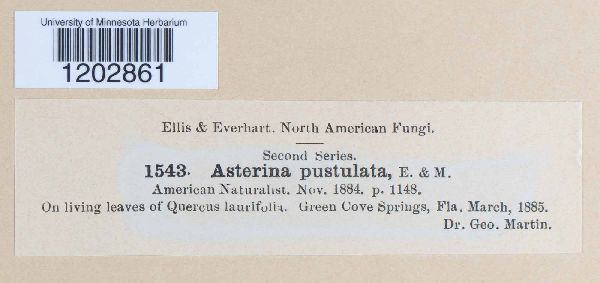 University of Minnesota Herbarium
1202861
Ellis & Everhart. North American Fungi.
Second Series.
1543. Asterina pustulata, E. & M.
American Naturalist. Nov. 1884. p. 1148.
On living leaves of Quercus laurifolia. Green Cove Springs, Fla. March, 1885.
Dr. Geo. Martin.